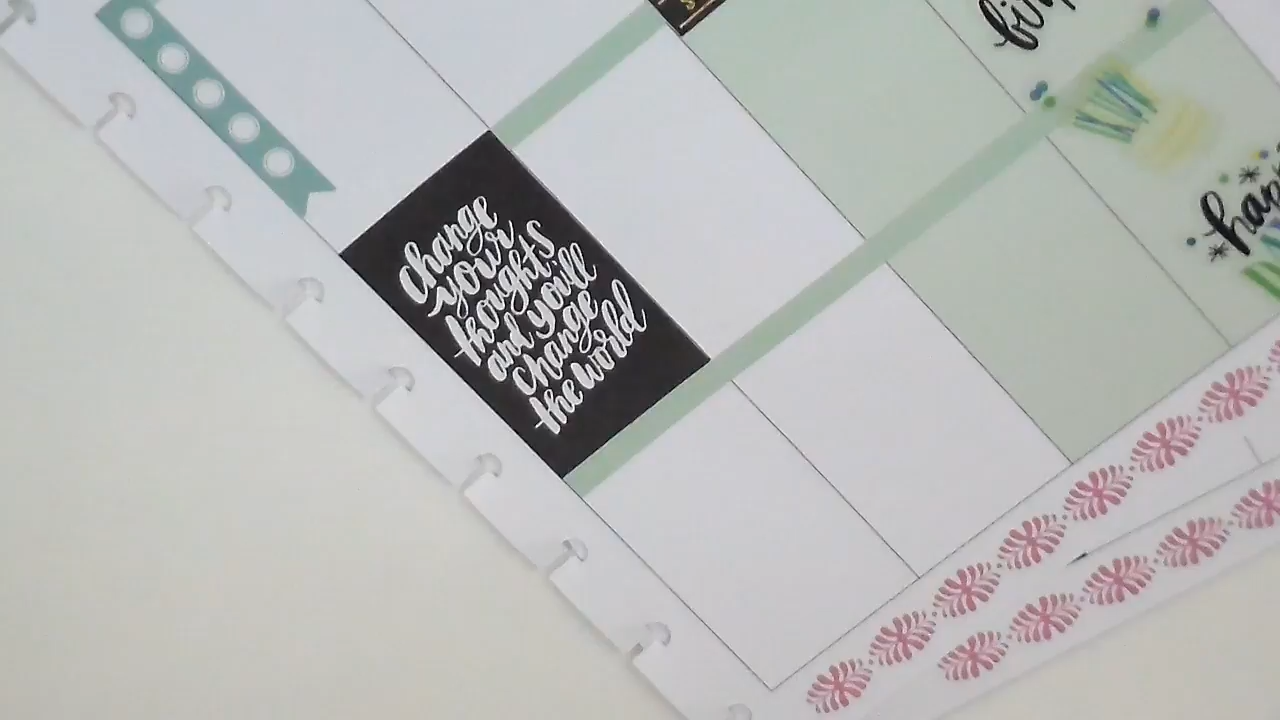 change
your
thoughts
and you'll
change
the world